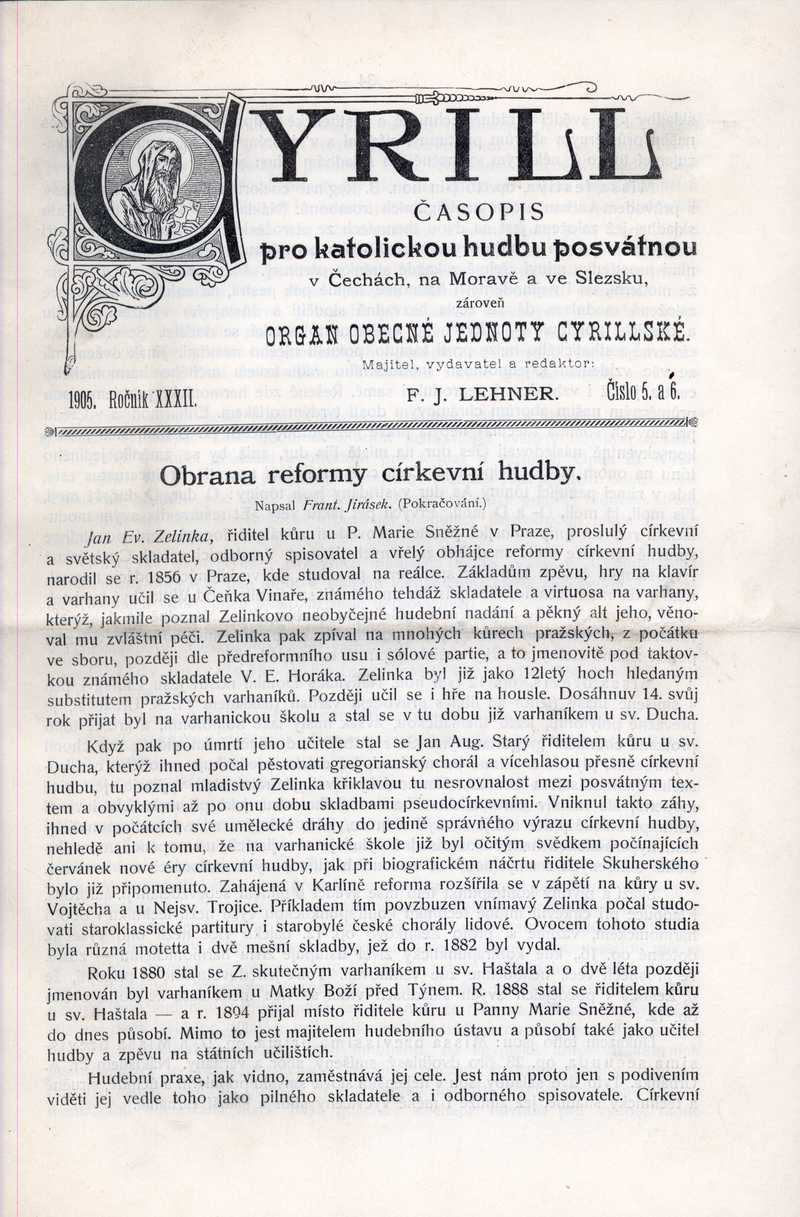 CYRILL
ČASOPIS
pro katolickou hudbu posvátnou
v Čechách, na Moravě a ve Slezsku,
zároveň
ORGAN OBECNÉ JEDNOTY CYRILLSKÉ.
Majitel, vydavatel a redaktor:
1905. Ročník XXXII. F. J. LEHNER. Číslo 5. a 6.
Obrana reformy církevní hudby.
Napsal Frant. Jirásek. (Pokračování.)
Jan Ev. Zelinka, řiditel kůru u P. Marie Sněžné v Praze, proslulý církevní
a světský skladatel, odborný spisovatel a vřelý obhájce reformy církevní hudby,
narodil se r. 1856 v Praze, kde studoval na reálce. Základům zpěvu, hry na klavír
a varhany učil se u Čeňka Vinaře, známého tehdáž skladatele a virtuosa na varhany,
kterýž, jakmile poznal Zelinkovo neobyčejné hudební nadání a pěkný alt jeho, věno-
val mu zvláštní péči. Zelinka pak zpíval na mnohých kůrech pražských, z počátku
ve sboru, později dle předreformního usu i sólové partie, a to jmenovitě pod taktov-
kou známého skladatele V. E. Horáka. Zelinka byl již jako 12letý hoch hledaným
substitutem pražských varhaníků. Později učil se i hře na housle. Dosáhnuv 14. svůj
rok přijat byl na varhanickou školu a stal se v tu dobu již varhaníkem u sv. Ducha.
Když pak po úmrtí jeho učitele stal se Jan Aug. Starý řiditelem kůru u sv.
Ducha, kterýž ihned počal pěstovati gregorianský chorál a vícehlasou přesně církevní
hudbu, tu poznal mladistvý Zelinka křiklavou tu nesrovnalost mezi posvátným tex-
tem a obvyklými až po onu dobu skladbami pseudocírkevními. Vniknul takto záhy,
ihned v počátcích své umělecké dráhy do jedině správného výrazu církevní hudby,
nehledě ani k tomu, že na varhanické škole již byl očitým svědkem počínajících
červánek nové éry církevní hudby, jak při biografickém náčrtu řiditele Skuherského
bylo již připomenuto. Zahájená v Karlíně reforma rozšířila se v zápětí na kůry u sv.
Vojtěcha a u Nejsv. Trojice. Příkladem tím povzbuzen vnímavý Zelinka počal studo-
vati staroklassické partitury i starobylé české chorály lidové. Ovocem tohoto studia
byla různá motetta i dvě mešní skladby, jež do r. 1882 byl vydal.
Roku 1880 stal se Z. skutečným varhaníkem u sv. Haštala a o dvě léta později
jmenován byl varhaníkem u Matky Boží před Týnem. R. 1888 stal se řiditelem kůru
u sv. Haštala — a r. 1894 přijal místo řiditele kůru u Panny Marie Sněžné, kde až
do dnes působí. Mimo to jest majitelem hudebního ústavu a působí také jako učitel
hudby a zpěvu na státních učilištích.
Hudební praxe, jak vidno, zaměstnává jej cele. Jest nám proto jen s podivením
viděti jej vedle toho jako pilného skladatele a i odborného spisovatele. Církevní